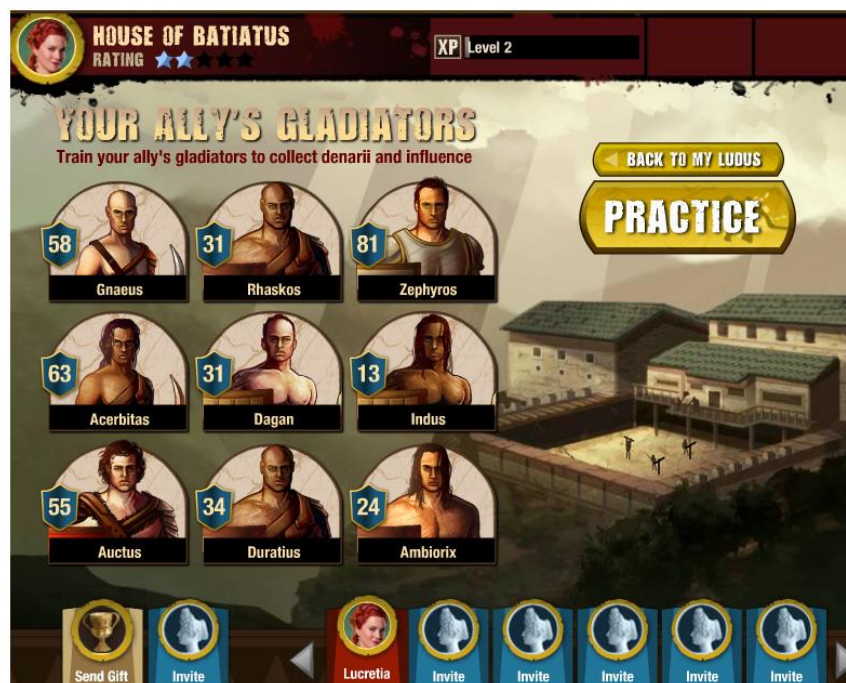 HOUSE OF BATIATUS
RATING
XP Level 2
YOUR ALLY'S GLADIATORS
Train your ally's gladiators to collect denarii and influence
BACK TO MY LUDUS
PRACTICE
58
31
81
Gnaeus
Rhaskos
Zephyros
63
31
13
Acerbitas
Dagan
Indus
55
34
24
Auctus
Duratius
Ambiorix
Send Gift
Invite
Lucretia
Invite
Invite
Invite
Invite
Invite